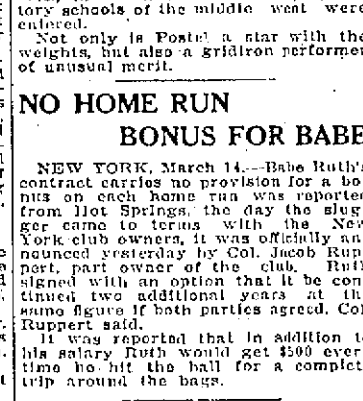 tory schools of the middle west were
entered.
Not only is Postel a star with the
weights, but also a gridiron performer
of unusual merit.
NO HOME RUN
BONUS FOR BABE
NEW YORK, March 14.—Babe Ruth's
contract carries no provision for a bo-
nus on each home run was reported
from Hot Springs, the day the slug-
ger came to terms with the New
York club owners, it was officially an-
nounced yesterday by Col. Jacob Rup-
pert, part owner of the club. Ruth
signed with an option that it be con-
tinued two additional years at the
same figure if both parties agreed, Col.
Ruppert said.
It was reported that in addition to
his salary Ruth would get $500 every
time he hit the ball for a complete
trip around the bags.